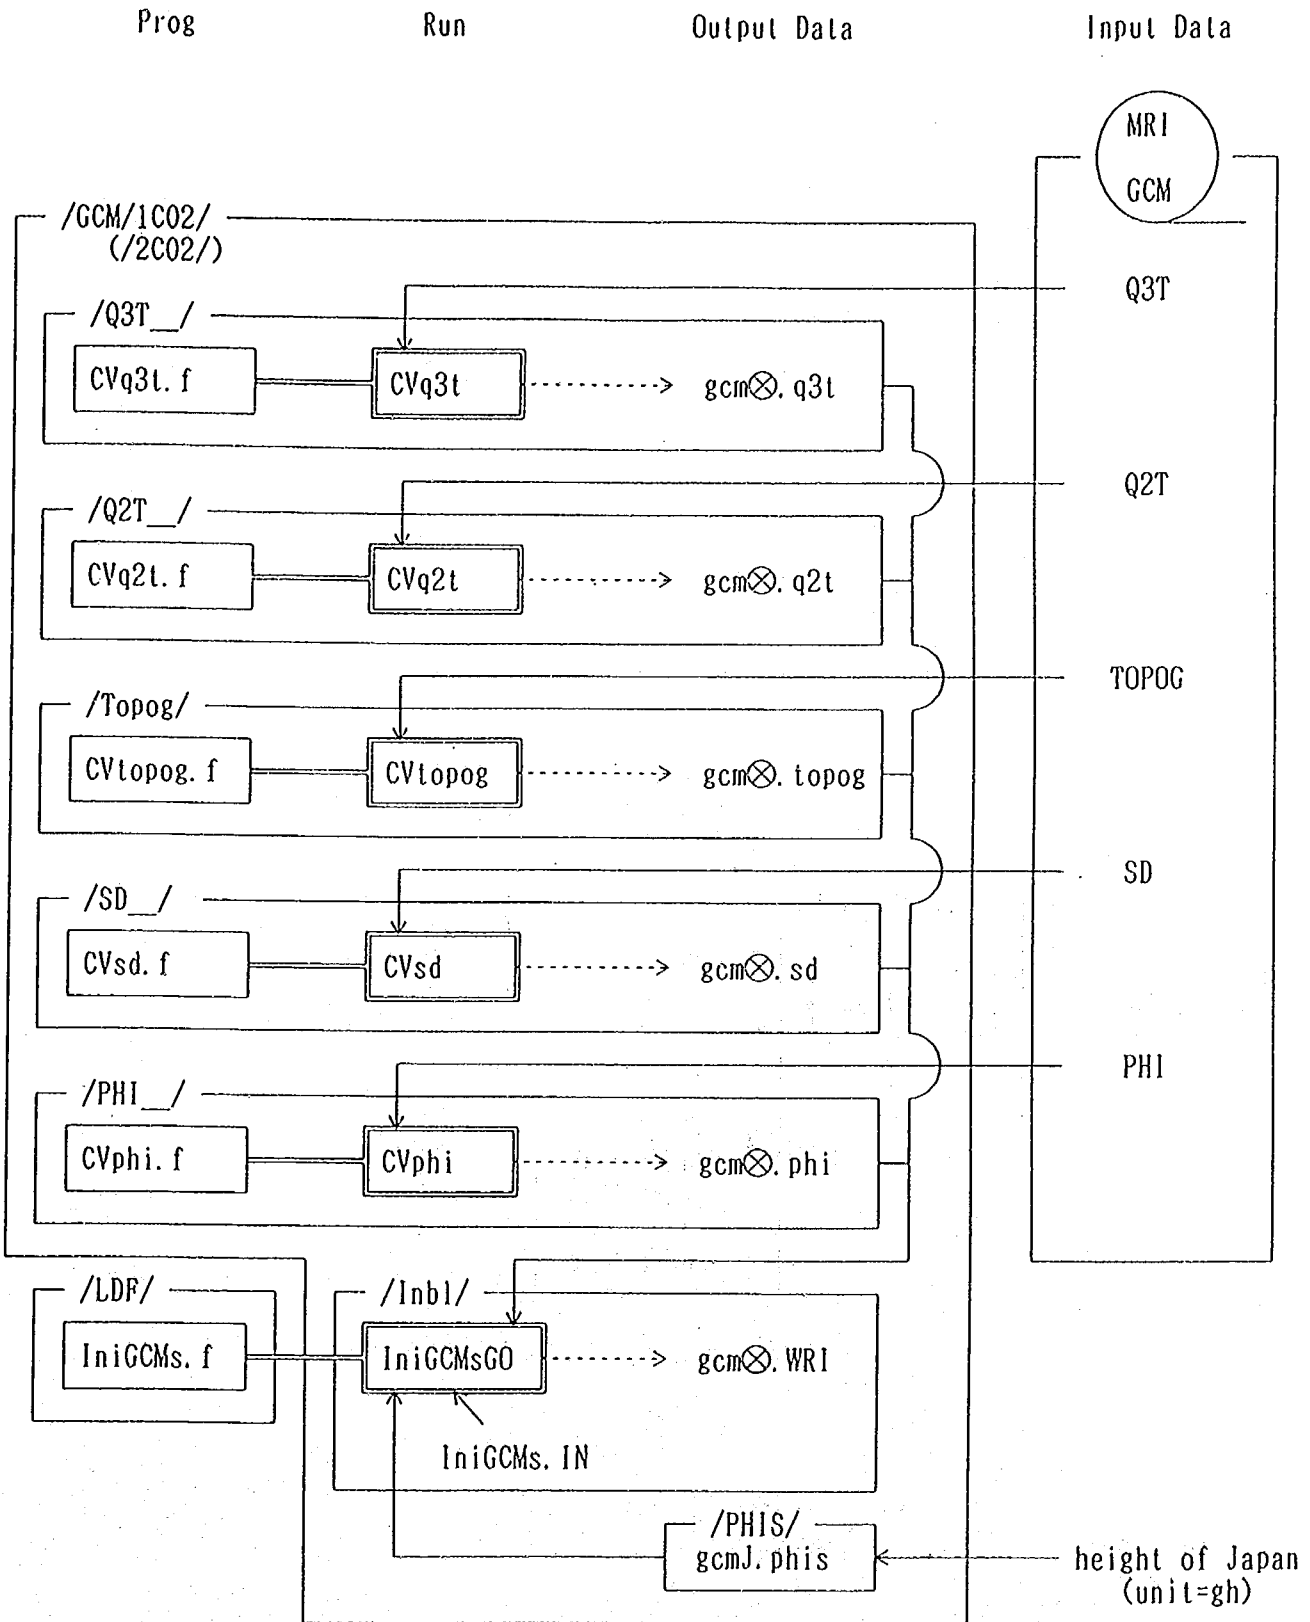 Prog Run Output Data Input Data
MRI
GCM
/GCM/1CO2/
(/2CO2/)
Q3T
/Q3T__/
CVq3t.f CVq3t gcm⊗.q3t
Q2T
/Q2T__/
CVq2t.f CVq2t gcm⊗.q2t
TOPOG
/Topog/
CVtopog.f CVtopog gcm⊗.topog
SD
/SD__/
CVsd.f CVsd gcm⊗.sd
PHI
/PHI__/
CVphi.f CVphi gcm⊗.phi
/LDF/ /Inbl/
IniGCMs.f IniGCMsGO gcm⊗.WRI
IniGCMs.IN
/PHIS/
gcmJ.phis height of Japan
(unit=gh)